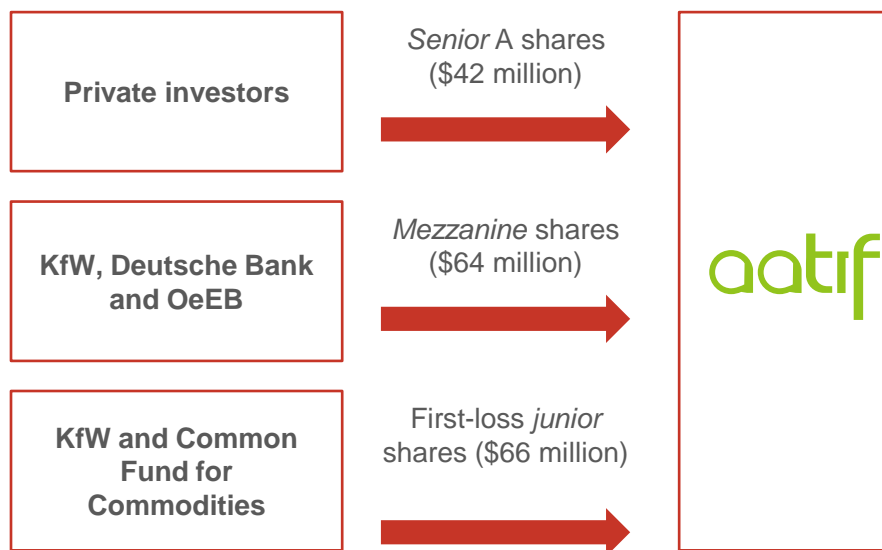 Private investors
Senior A shares
($42 million)
KfW, Deutsche Bank
and OeEB
Mezzanine shares
($64 million)
aatif
KfW and Common
Fund for
Commodities
First-loss junior
shares ($66 million)